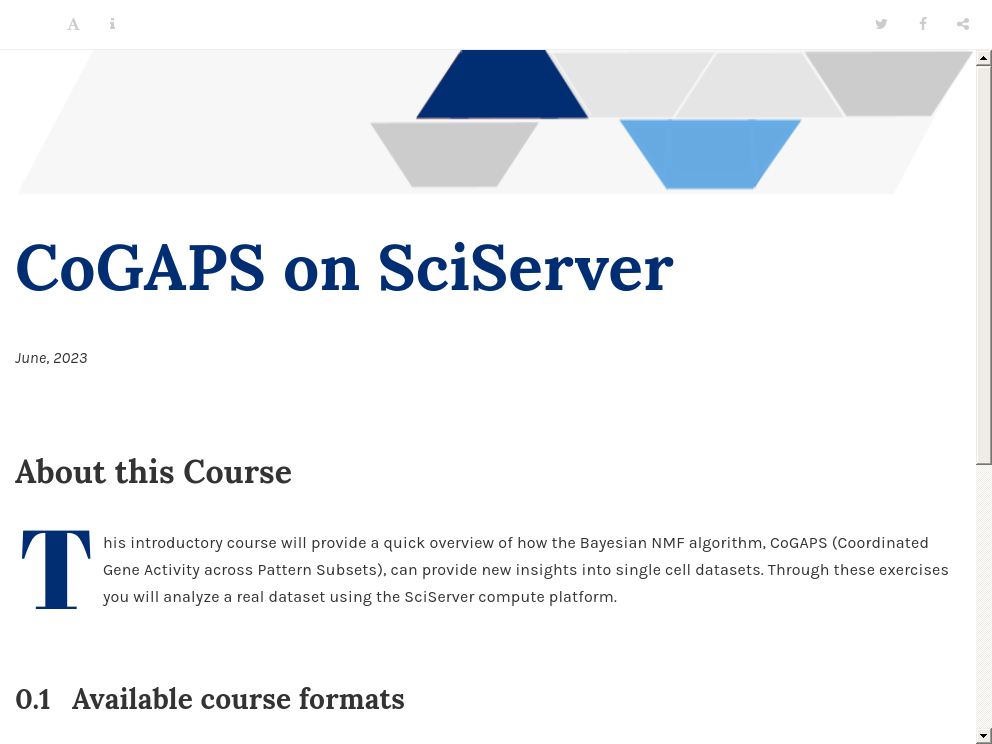 CoGAPS on SciServer
June, 2023
About this Course
This introductory course will provide a quick overview of how the Bayesian NMF algorithm, CoGAPS (Coordinated
Gene Activity across Pattern Subsets), can provide new insights into single cell datasets. Through these exercises
you will analyze a real dataset using the SciServer compute platform.
0.1 Available course formats